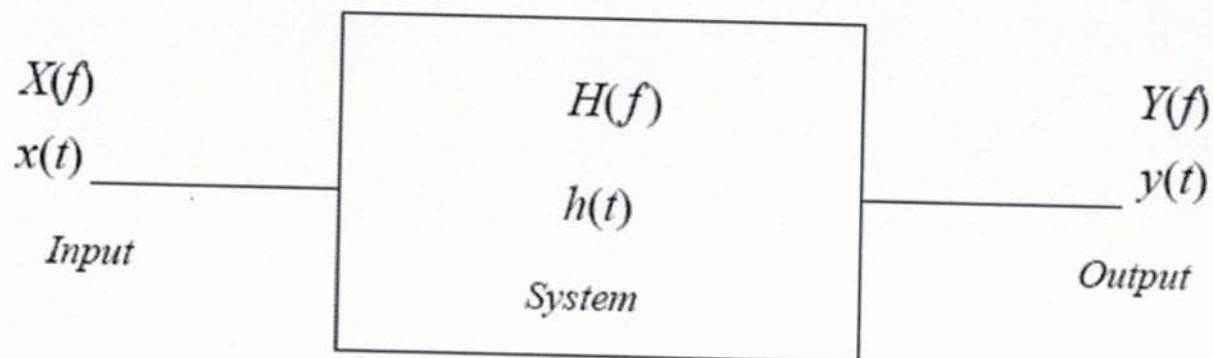 X(f)
x(t)
Input
H(f)
h(t)
System
Y(f)
y(t)
Output